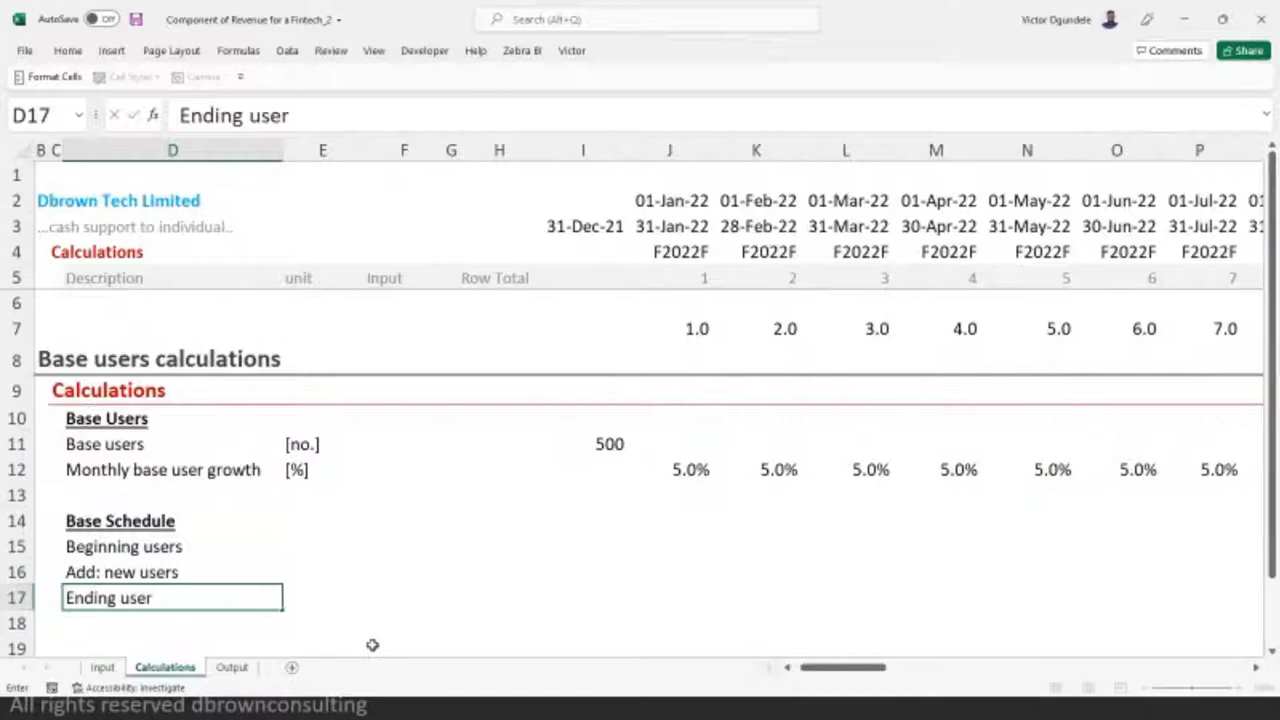 AutoSave Off Component of Revenue for a Fintech_2 Search (Alt+Q) Victor Ogundele
File Home Insert Page Layout Formulas Data Review View Developer Help Zebra BI Victor Comments Share
Format Cells Cell Styles Camera
D17 fx Ending user
B C D E F G H I J K L M N O P
1
2 Dbrown Tech Limited 01-Jan-22 01-Feb-22 01-Mar-22 01-Apr-22 01-May-22 01-Jun-22 01-Jul-22 01
3 ...cash support to individual.. 31-Dec-21 31-Jan-22 28-Feb-22 31-Mar-22 30-Apr-22 31-May-22 30-Jun-22 31-Jul-22 31
4 Calculations F2022F F2022F F2022F F2022F F2022F F2022F F2022F
5 Description unit Input Row Total 1 2 3 4 5 6 7
6
7 1.0 2.0 3.0 4.0 5.0 6.0 7.0
8 Base users calculations
9 Calculations
10 Base Users
11 Base users [no.] 500
12 Monthly base user growth [%] 5.0% 5.0% 5.0% 5.0% 5.0% 5.0% 5.0%
13
14 Base Schedule
15 Beginning users
16 Add: new users
17 Ending user
18
19
Input Calculations Output
Enter Accessibility: Investigate
All rights reserved dbrownconsulting